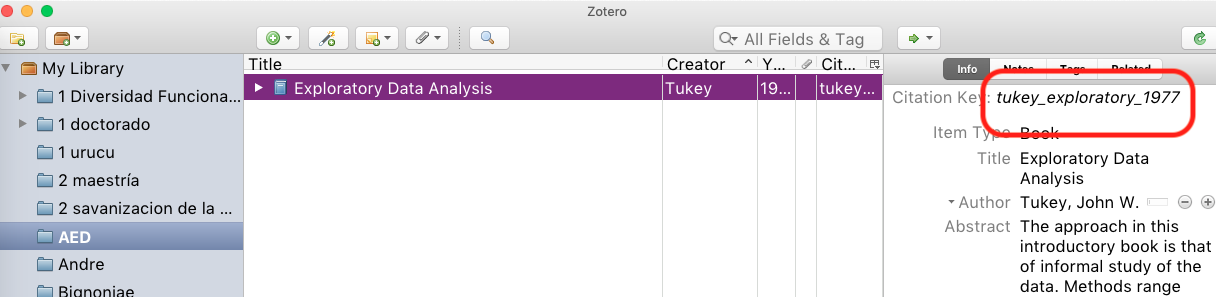 Zotero
All Fields & Tag
My Library
1 Diversidad Funciona...
1 doctorado
1 urucu
2 maestría
2 savanizacion de la ...
AED
Andre
Bignoniae
Title Creator Y... Cit...
Exploratory Data Analysis Tukey 19... tukey...
Info Notes Tags Related
Citation Key: tukey_exploratory_1977
Item Type Book
Title Exploratory Data
Analysis
Author Tukey, John W.
Abstract The approach in this
introductory book is that
of informal study of the
data. Methods range